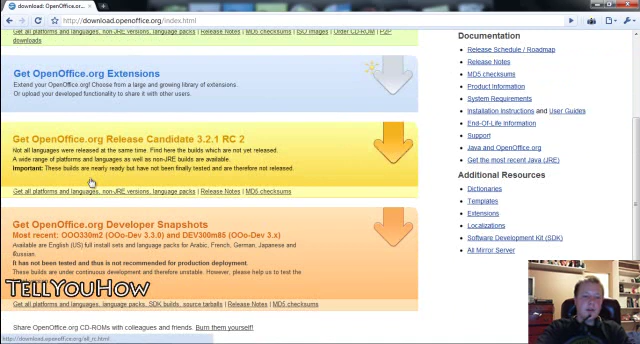 download: OpenOffice.org
http://download.openoffice.org/index.html
Get all platforms and languages, non-JRE versions, language packs | Release Notes | MD5 checksums | ISO images | Order CD-ROM | P2P
downloads
Get OpenOffice.org Extensions
Extend your OpenOffice.org! Choose from a large and growing library of extensions.
Or upload your developed functionality to share it with other users.
Get OpenOffice.org Release Candidate 3.2.1 RC 2
Not all languages were released at the same time. Find here the builds which are not yet released.
A wide range of platforms and languages as well as non-JRE builds are available.
Important: These builds are nearly ready but have not been finally tested and are therefore not released.
Get all platforms and languages, non-JRE versions, language packs | Release Notes | MD5 checksums
Get OpenOffice.org Developer Snapshots
Most recent: OOO330m2 (OOo-Dev 3.3.0) and DEV300m85 (OOo-Dev 3.x)
Available are English (US) full install sets and language packs for Arabic, French, German, Japanese and
Russian.
It has not been tested and thus is not recommended for production deployment.
These builds are under continuous development and therefore unstable. However, please help us to test the
TellYouHow
Get all platforms and languages, language packs, SDK builds, source tarballs | Release Notes | MD5 checksums
Share OpenOffice.org CD-ROMs with colleagues and friends. Burn them yourself!
http://download.openoffice.org/all_rc.html
Documentation
Release Schedule / Roadmap
Release Notes
MD5 checksums
Product Information
System Requirements
Installation Instructions and User Guides
End-Of-Life Information
Support
Java and OpenOffice.org
Get the most recent Java (JRE)
Additional Resources
Dictionaries
Templates
Extensions
Localizations
Software Development Kit (SDK)
All Mirror Server